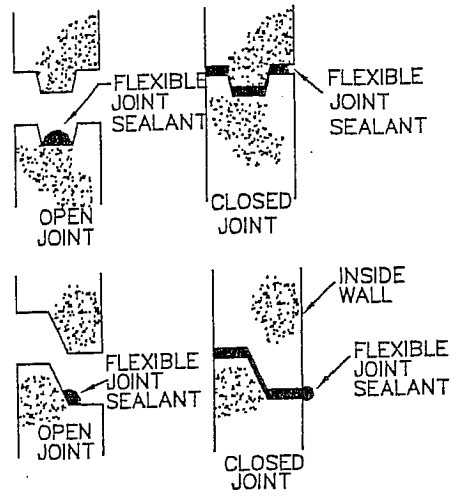 FLEXIBLE
JOINT
SEALANT
OPEN
JOINT
FLEXIBLE
JOINT
SEALANT
CLOSED
JOINT
FLEXIBLE
JOINT
SEALANT
OPEN
JOINT
INSIDE
WALL
FLEXIBLE
JOINT
SEALANT
CLOSED
JOINT